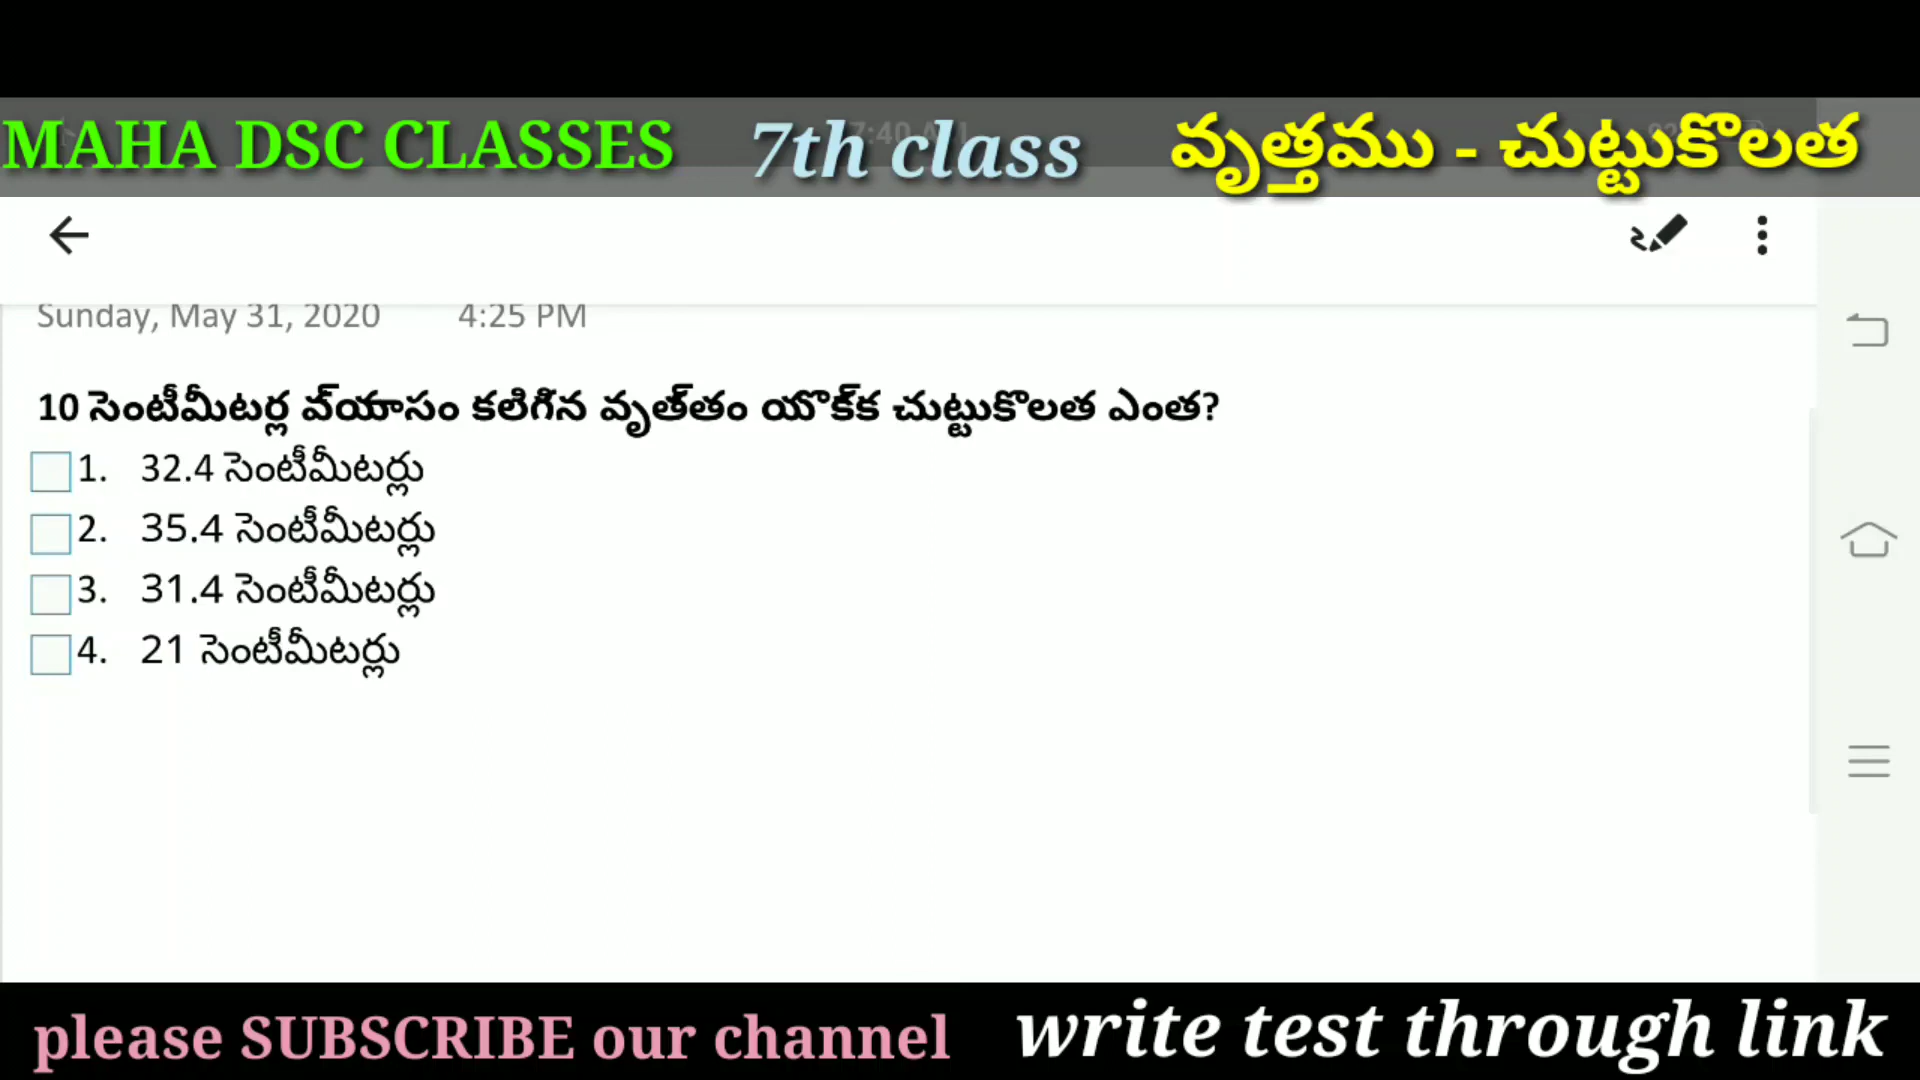 MAHA DSC CLASSES 7th class వృత్తము - చుట్టుకొలత
Sunday, May 31, 2020 4:25 PM
10 సెంటీమీటర్ల వ్‌యాసం కలిగిన వృత్‌తం యొక్‌క చుట్టుకొలత ఎంత?
1. 32.4 సెంటీమీటర్లు
2. 35.4 సెంటీమీటర్లు
3. 31.4 సెంటీమీటర్లు
4. 21 సెంటీమీటర్లు
please SUBSCRIBE our channel write test through link